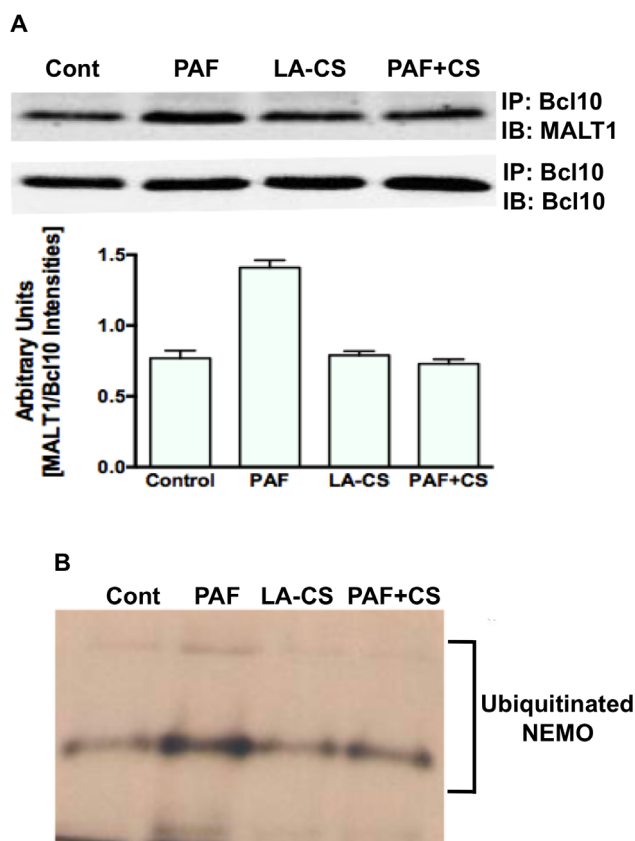 A
Cont PAF LA-CS PAF+CS
IP: Bcl10
IB: MALT1
IP: Bcl10
IB: Bcl10
Arbitrary Units
[MALT1/Bcl10 Intensities]
1.5
1.0
0.5
0.0
Control PAF LA-CS PAF+CS
B
Cont PAF LA-CS PAF+CS
Ubiquitinated
NEMO